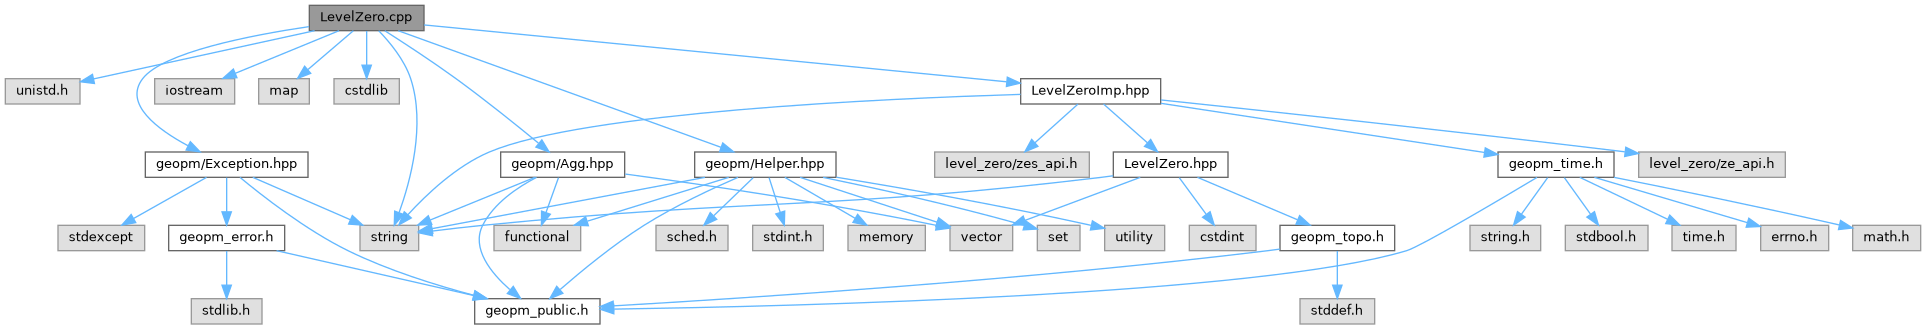 LevelZero.cpp
unistd.h
iostream
map
cstdlib
LevelZeroImp.hpp
geopm/Exception.hpp
geopm/Agg.hpp
geopm/Helper.hpp
level_zero/zes_api.h
LevelZero.hpp
geopm_time.h
level_zero/ze_api.h
stdexcept
geopm_error.h
string
functional
sched.h
stdint.h
memory
vector
set
utility
cstdint
geopm_topo.h
string.h
stdbool.h
time.h
errno.h
math.h
stdlib.h
geopm_public.h
stddef.h